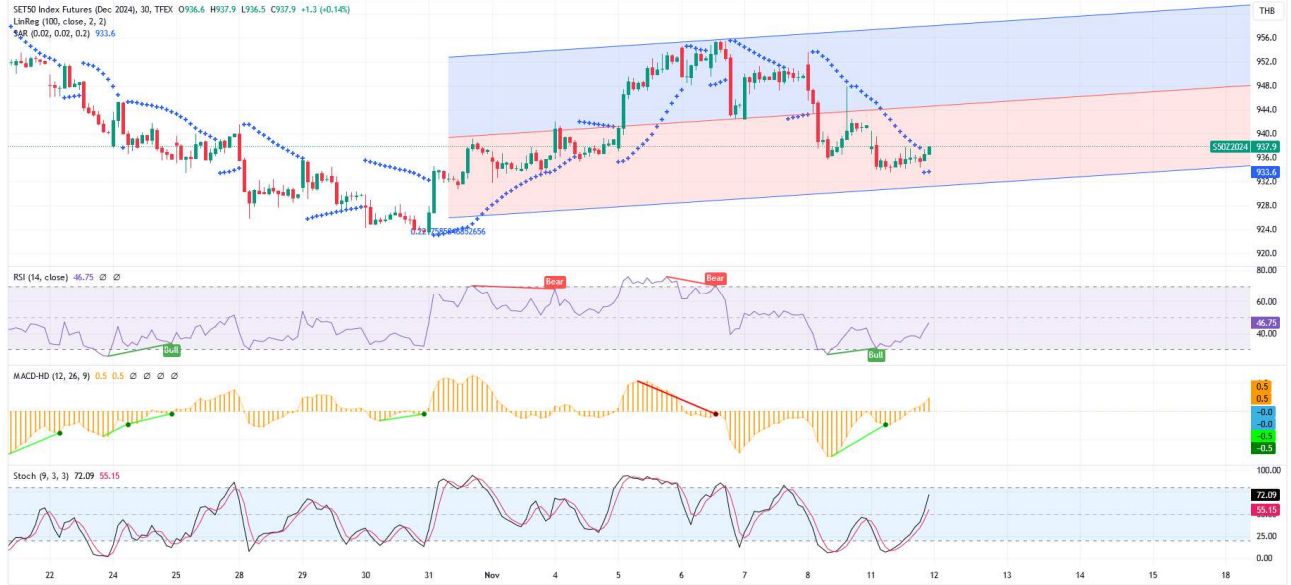 SET50 Index Futures (Dec 2024), 30, TFEX O936.6 H937.9 L936.5 C937.9 +1.3 (+0.14%)
THB
LinReg (100, close, 2, 2)
SAR (0.02, 0.02, 0.2) 933.6
956.0
952.0
948.0
944.0
940.0
S50Z2024 937.9
936.0
933.6
932.0
928.0
924.0
920.0
RSI (14, close) 46.75 Ø Ø
80.00
Bear
Bear
60.00
46.75
40.00
Bull
Bull
MACD-HD (12, 26, 9) 0.5 0.5 Ø Ø Ø Ø
0.5
0.5
-0.0
-0.0
-0.5
-0.5
Stoch (9, 3, 3) 72.09 55.15
100.00
72.09
55.15
25.00
0.00
22 24 25 28 29 30 31 Nov 4 5 6 7 8 11 12 13 14 15 18